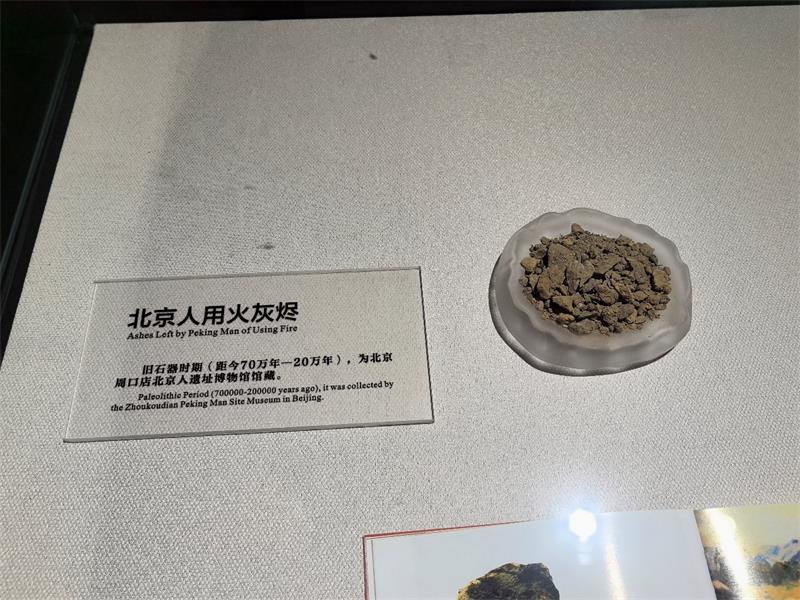 北京人用火灰烬
Ashes Left by Peking Man of Using Fire
旧石器时期（距今70万年—20万年），为北京
周口店北京人遗址博物馆馆藏。
Paleolithic Period (700000-200000 years ago), it was collected by
the Zhoukoudian Peking Man Site Museum in Beijing.